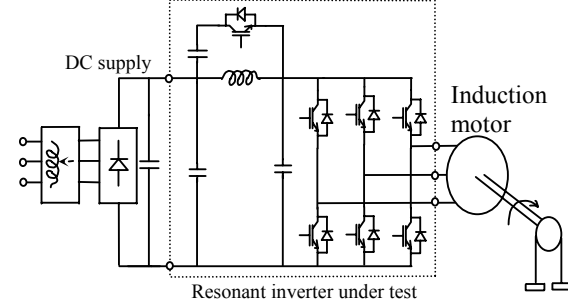 DC supply
Induction
motor
Resonant inverter under test